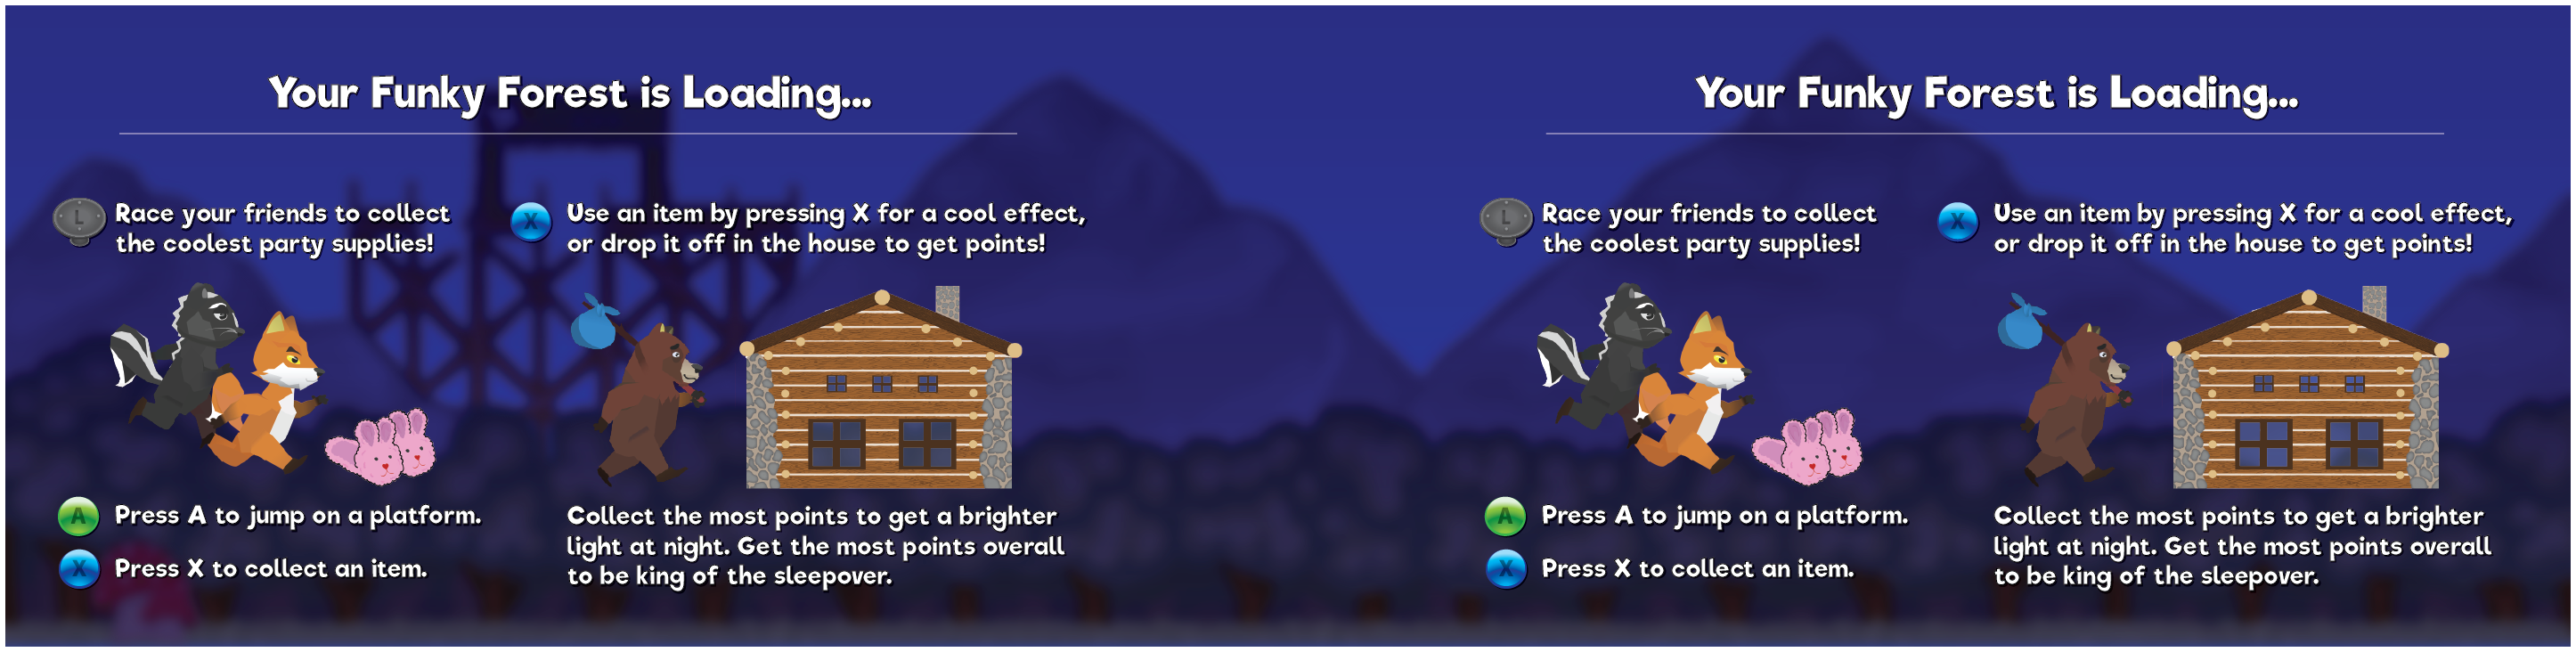 Your Funky Forest is Loading...
L
Race your friends to collect
the coolest party supplies!
X
Use an item by pressing X for a cool effect,
or drop it off in the house to get points!
A
Press A to jump on a platform.
X
Press X to collect an item.
Collect the most points to get a brighter
light at night. Get the most points overall
to be king of the sleepover.
Your Funky Forest is Loading...
L
Race your friends to collect
the coolest party supplies!
X
Use an item by pressing X for a cool effect,
or drop it off in the house to get points!
A
Press A to jump on a platform.
X
Press X to collect an item.
Collect the most points to get a brighter
light at night. Get the most points overall
to be king of the sleepover.